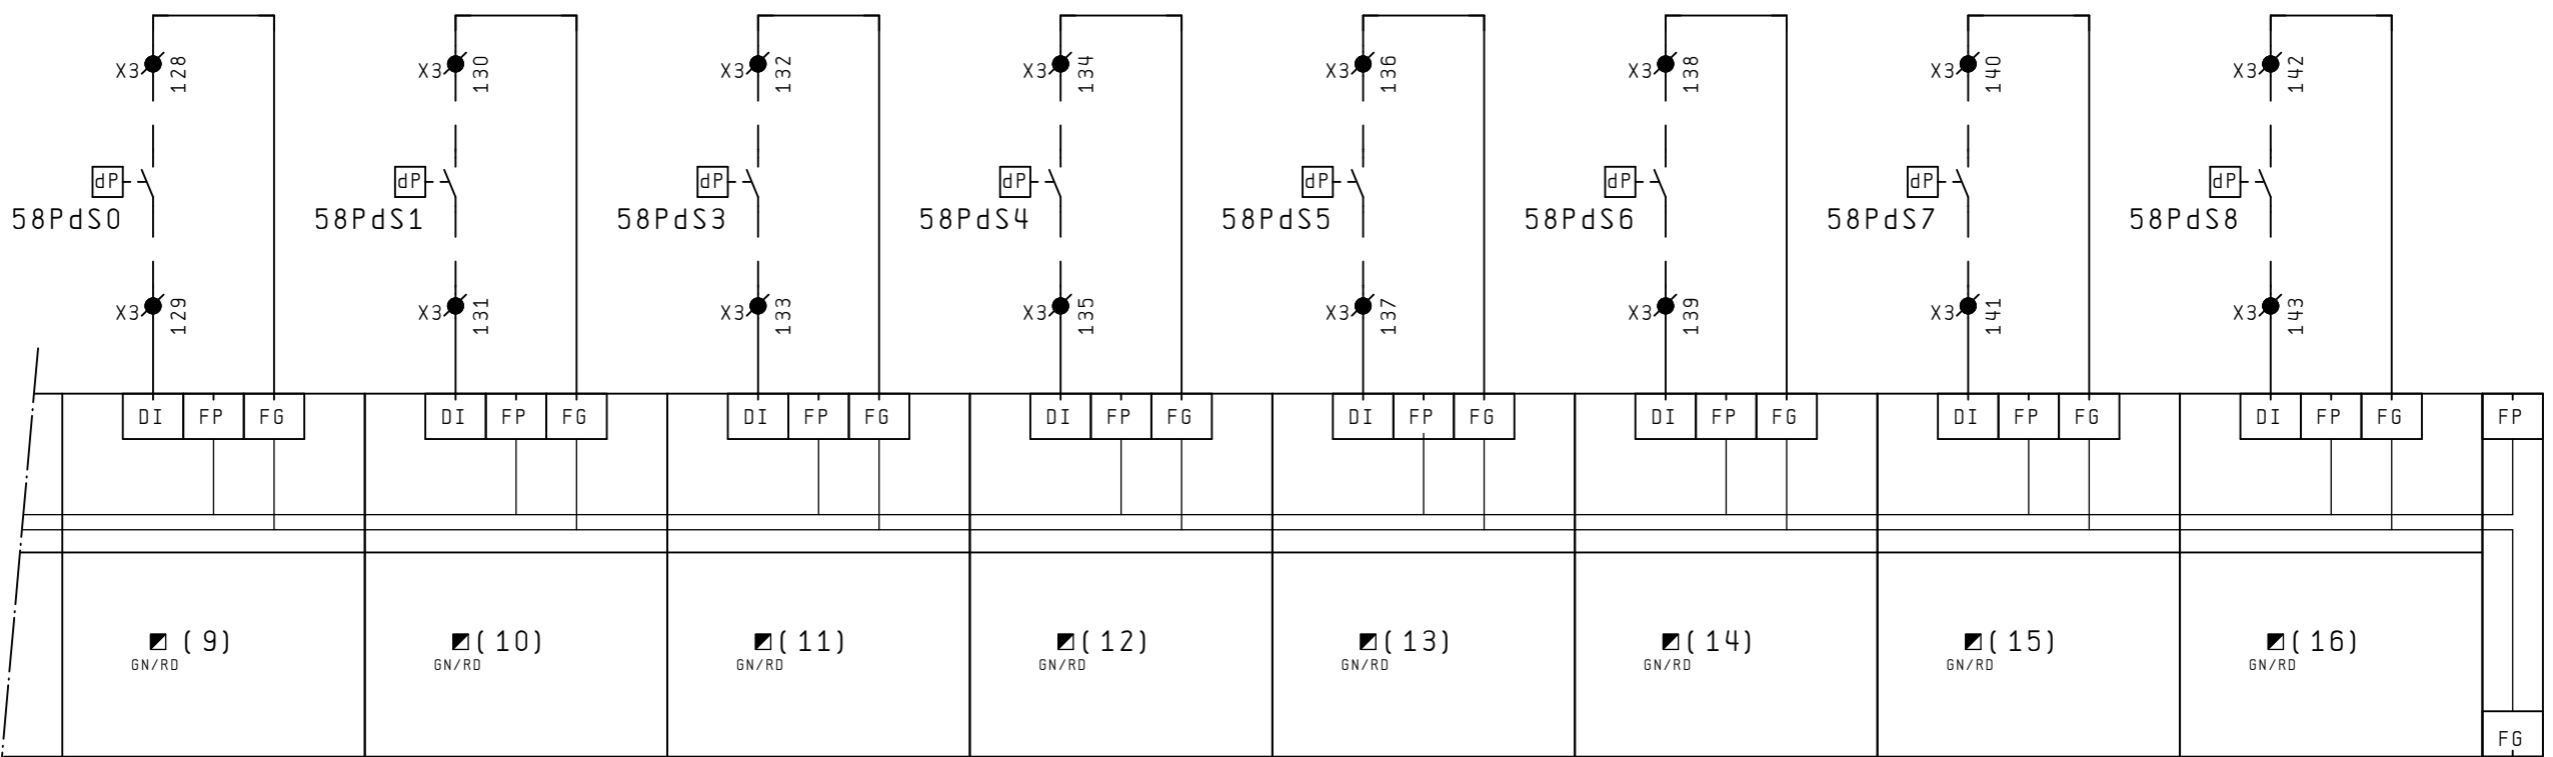 X3 128 X3 130 X3 132 X3 134 X3 136 X3 138 X3 140 X3 142
dP dP dP dP dP dP dP dP
58PdS0 58PdS1 58PdS3 58PdS4 58PdS5 58PdS6 58PdS7 58PdS8
X3 129 X3 131 X3 133 X3 135 X3 137 X3 139 X3 141 X3 143
DI FP FG DI FP FG DI FP FG DI FP FG DI FP FG DI FP FG DI FP FG DI FP FG FP
(9) (10) (11) (12) (13) (14) (15) (16)
GN/RD GN/RD GN/RD GN/RD GN/RD GN/RD GN/RD GN/RD
FG